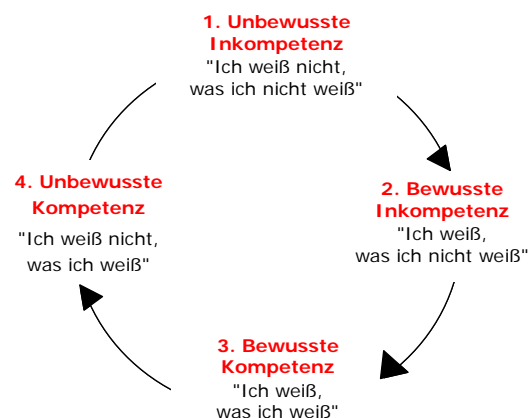 1. Unbewusste
Inkompetenz
"Ich weiß nicht,
was ich nicht weiß"
2. Bewusste
Inkompetenz
"Ich weiß,
was ich nicht weiß"
3. Bewusste
Kompetenz
"Ich weiß,
was ich weiß"
4. Unbewusste
Kompetenz
"Ich weiß nicht,
was ich weiß"